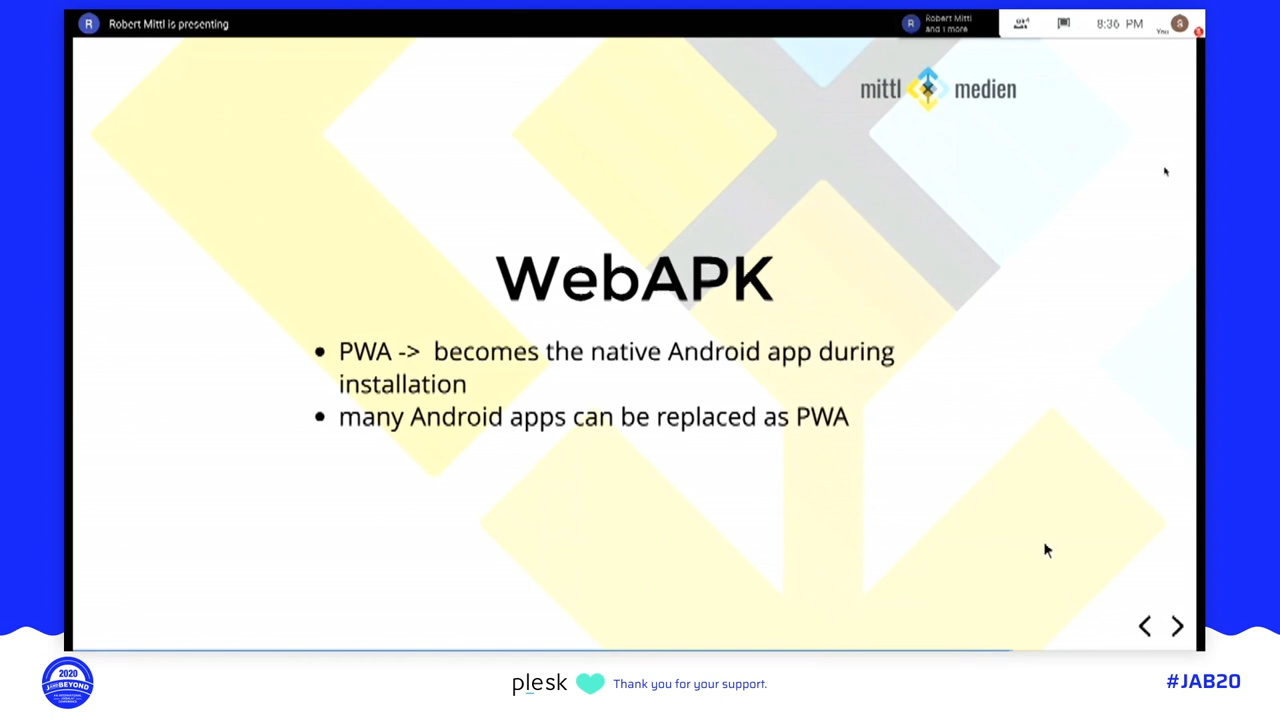 R Robert Mittl is presenting
R Robert Mittl
and 1 more
8:36 PM
You
S
mittl medien
WebAPK
• PWA -> becomes the native Android app during
installation
• many Android apps can be replaced as PWA
2020
JANDBEYOND
plesk Thank you for your support.
#JAB20